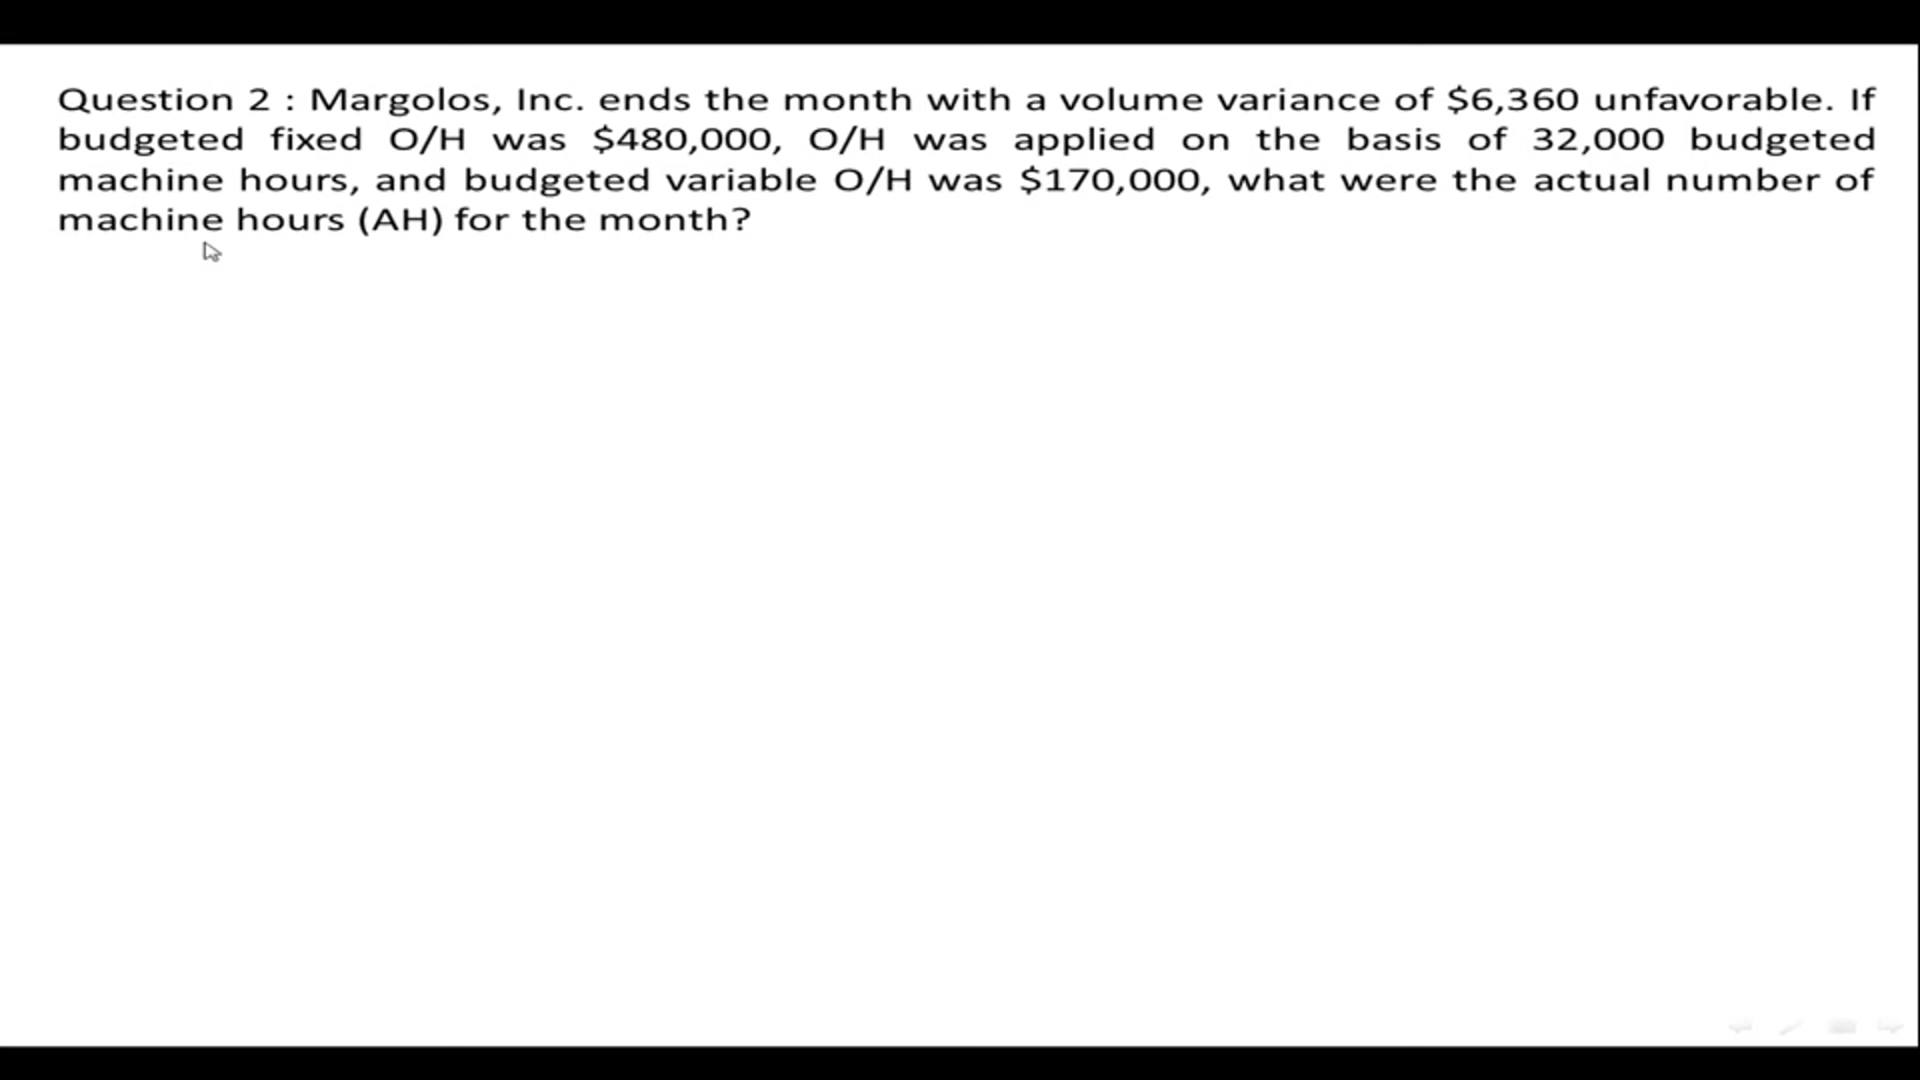 Question 2 : Margolos, Inc. ends the month with a volume variance of $6,360 unfavorable. If
budgeted fixed O/H was $480,000, O/H was applied on the basis of 32,000 budgeted
machine hours, and budgeted variable O/H was $170,000, what were the actual number of
machine hours (AH) for the month?